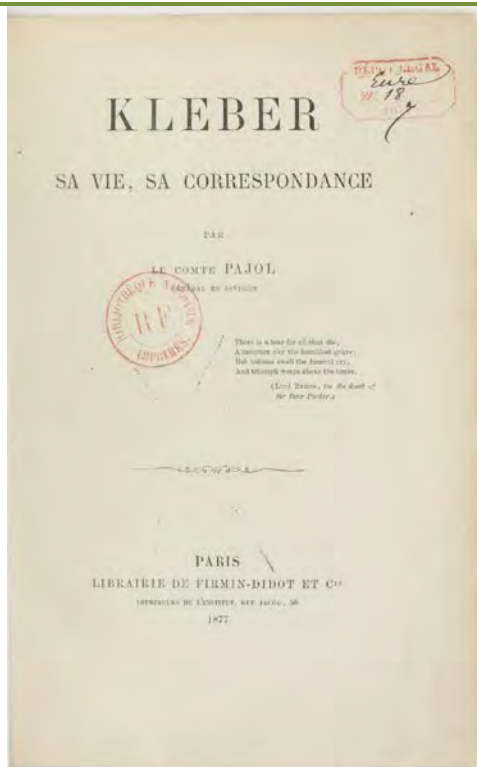 DÉPÔT LEGAL
Eure
18
KLEBER
SA VIE, SA CORRESPONDANCE
PAR
LE COMTE PAJOL
GÉNÉRAL DE DIVISION
BIBLIOTHÈQUE
RF
IMPRIMÉS
There is a tear for all that die,
A mourner o'er the humblest grave;
But nations swell the funeral cry,
And triumph weeps above the brave.
(Lord BYRON, on the death of
sir Peter Parker.)
PARIS
LIBRAIRIE DE FIRMIN-DIDOT ET Cie
IMPRIMEURS DE L'INSTITUT, RUE JACOB, 56
1877